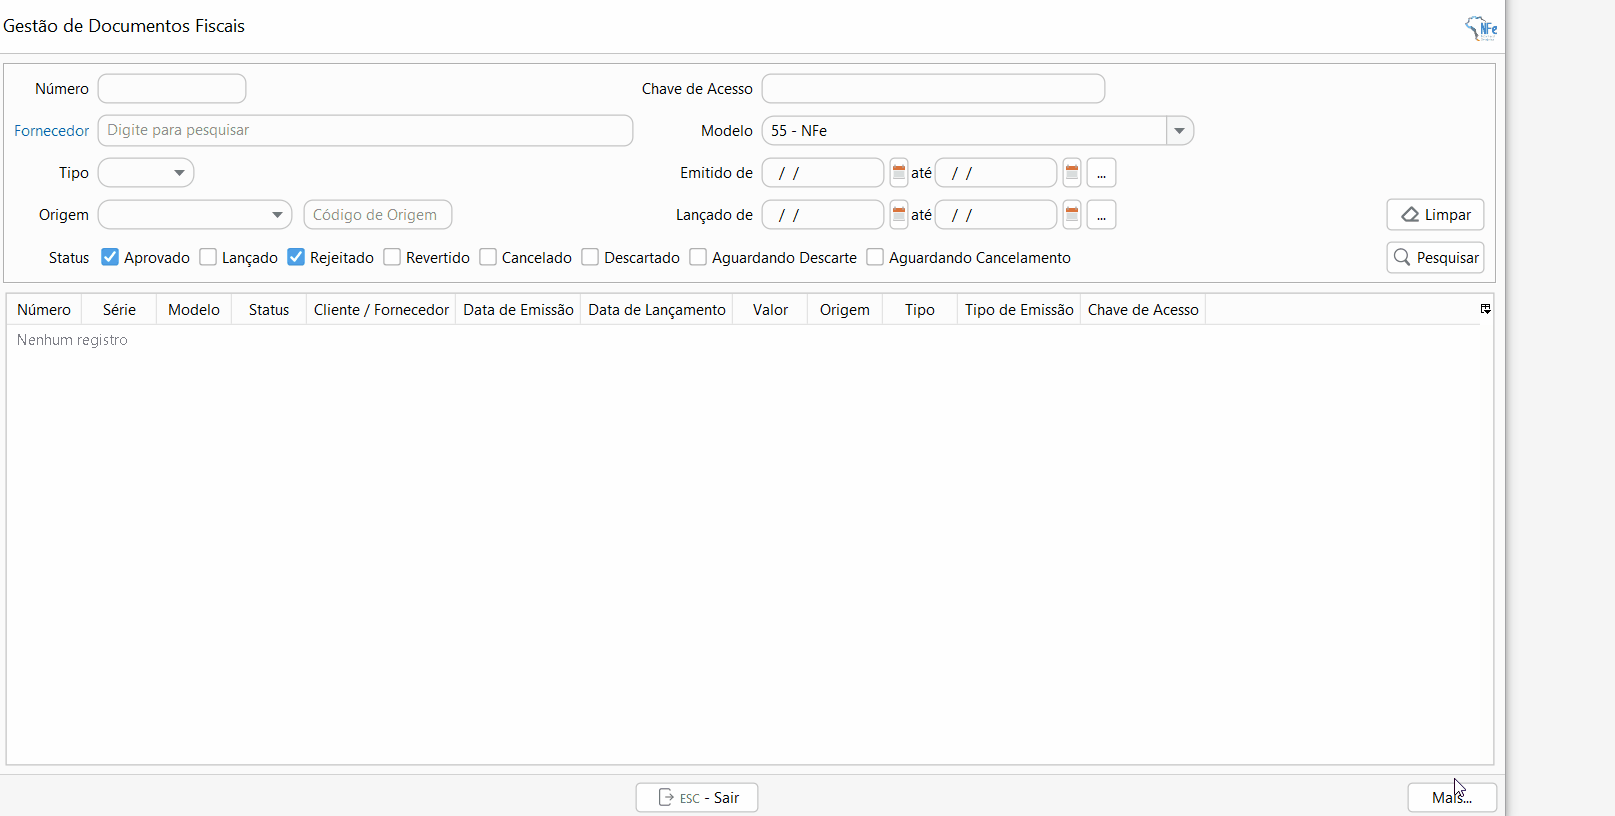 Gestão de Documentos Fiscais
NFe
Número Chave de Acesso
Fornecedor Digite para pesquisar Modelo 55 - NFe
Tipo Emitido de / / até / / ...
Origem Código de Origem Lançado de / / até / / ... Limpar
Status Aprovado Lançado Rejeitado Revertido Cancelado Descartado Aguardando Descarte Aguardando Cancelamento Pesquisar
Número Série Modelo Status Cliente / Fornecedor Data de Emissão Data de Lançamento Valor Origem Tipo Tipo de Emissão Chave de Acesso
Nenhum registro
ESC - Sair Mais...